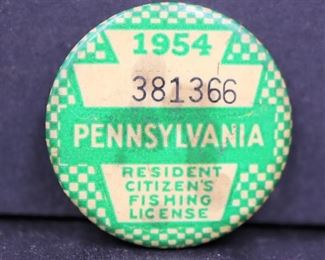 1954
381366
PENNSYLVANIA
RESIDENT
CITIZEN'S
FISHING
LICENSE